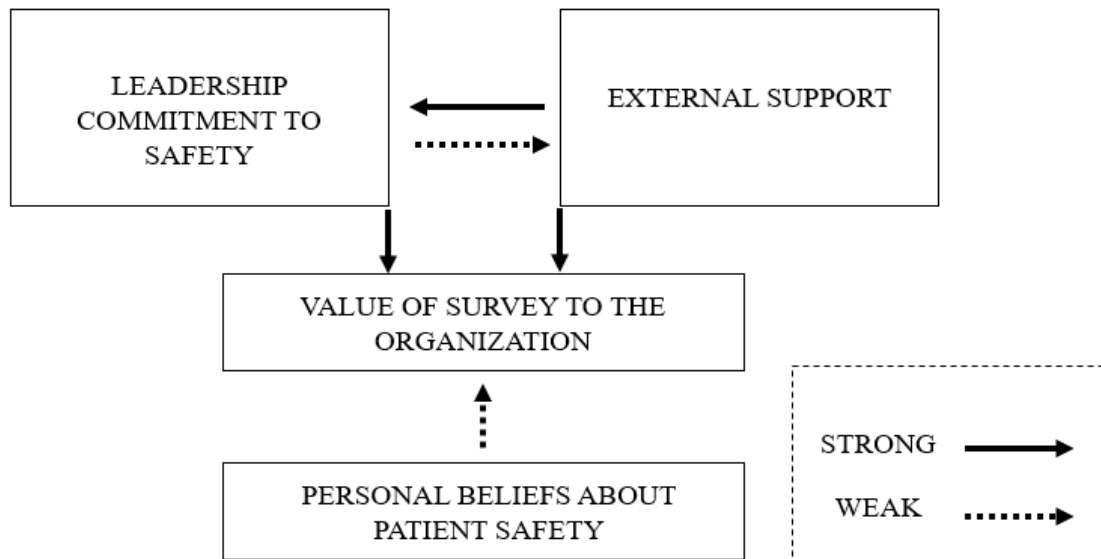 LEADERSHIP
COMMITMENT TO
SAFETY
EXTERNAL SUPPORT
VALUE OF SURVEY TO THE
ORGANIZATION
PERSONAL BELIEFS ABOUT
PATIENT SAFETY
STRONG
WEAK